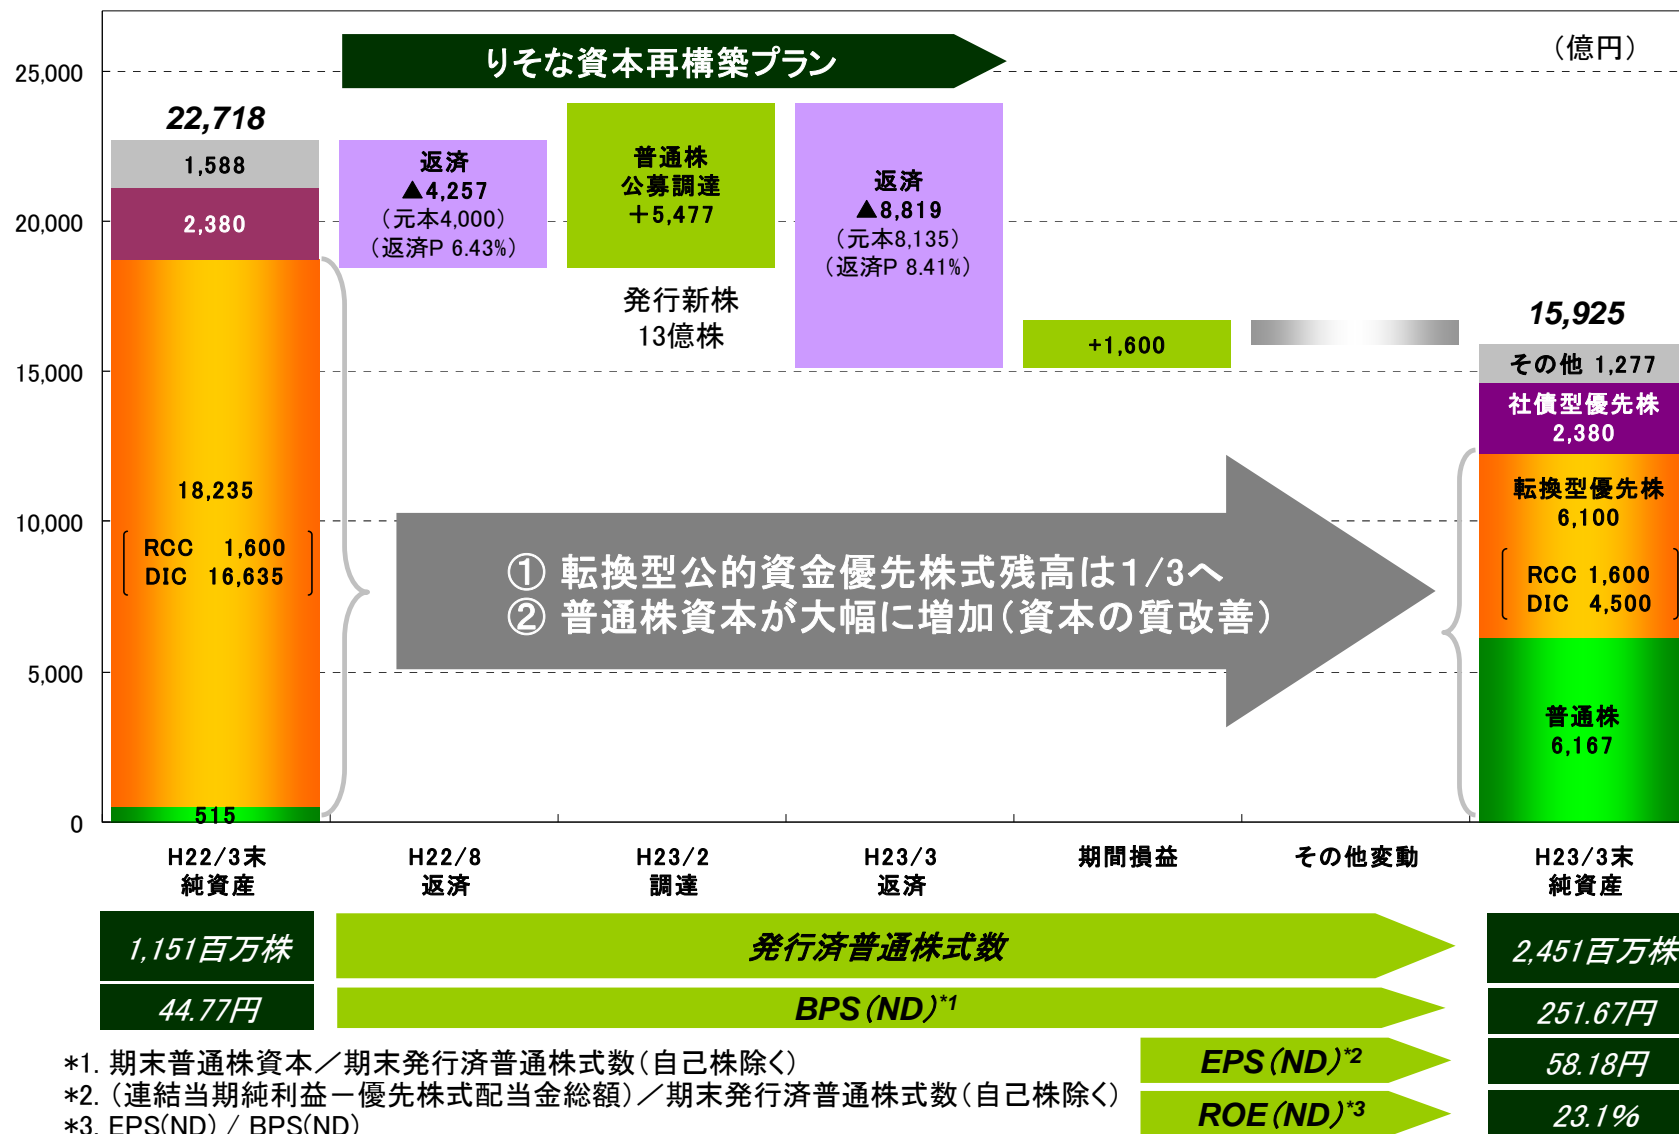 りそな資本再構築プラン
（億円）
25,000
20,000
15,000
10,000
5,000
0
22,718
1,588
2,380
18,235
RCC 1,600
DIC 16,635
515
返済
▲4,257
（元本4,000）
（返済P 6.43%）
普通株
公募調達
＋5,477
発行新株
13億株
返済
▲8,819
（元本8,135）
（返済P 8.41%）
+1,600
15,925
その他 1,277
社債型優先株
2,380
転換型優先株
6,100
RCC 1,600
DIC 4,500
普通株
6,167
① 転換型公的資金優先株式残高は1/3へ
② 普通株資本が大幅に増加（資本の質改善）
H22/3末
純資産
H22/8
返済
H23/2
調達
H23/3
返済
期間損益
その他変動
H23/3末
純資産
1,151百万株
発行済普通株式数
2,451百万株
44.77円
BPS（ND）*1
251.67円
*1. 期末普通株資本／期末発行済普通株式数（自己株除く）
EPS（ND）*2
58.18円
*2. （連結当期純利益－優先株式配当金総額）／期末発行済普通株式数（自己株除く）
ROE（ND）*3
23.1%
*3. EPS(ND) / BPS(ND)